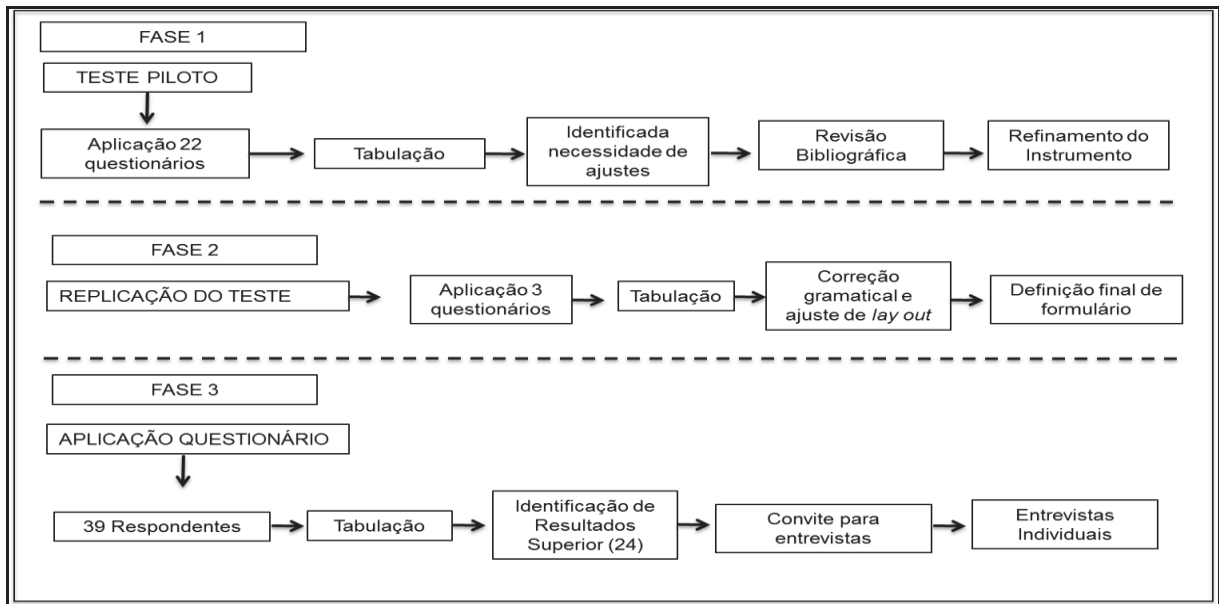 FASE 1
TESTE PILOTO
Aplicação 22
questionários
Tabulação
Identificada
necessidade de
ajustes
Revisão
Bibliográfica
Refinamento do
Instrumento
FASE 2
REPLICAÇÃO DO TESTE
Aplicação 3
questionários
Tabulação
Correção
gramatical e
ajuste de lay out
Definição final de
formulário
FASE 3
APLICAÇÃO QUESTIONÁRIO
39 Respondentes
Tabulação
Identificação de
Resultados
Superior (24)
Convite para
entrevistas
Entrevistas
Individuais